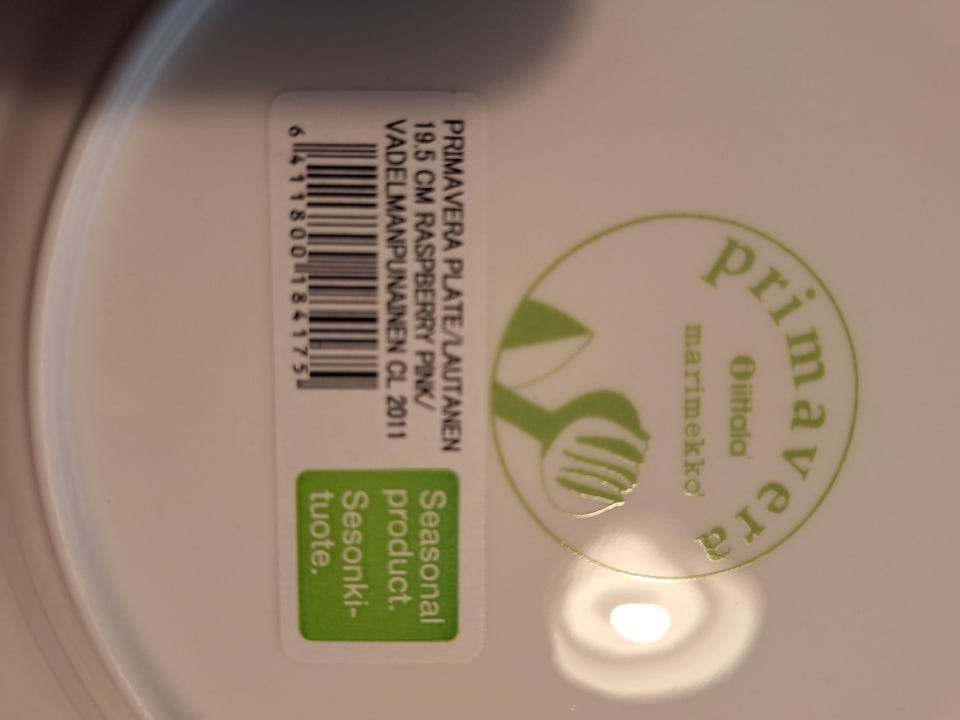 primavera
iittala
marimekko
PRIMAVERA PLATE/LAUTANEN
19.5 CM RASPBERRY PINK/
VADELMANPUNAINEN CL 2011
6 411800 184175
Seasonal
product.
Sesonki-
tuote.